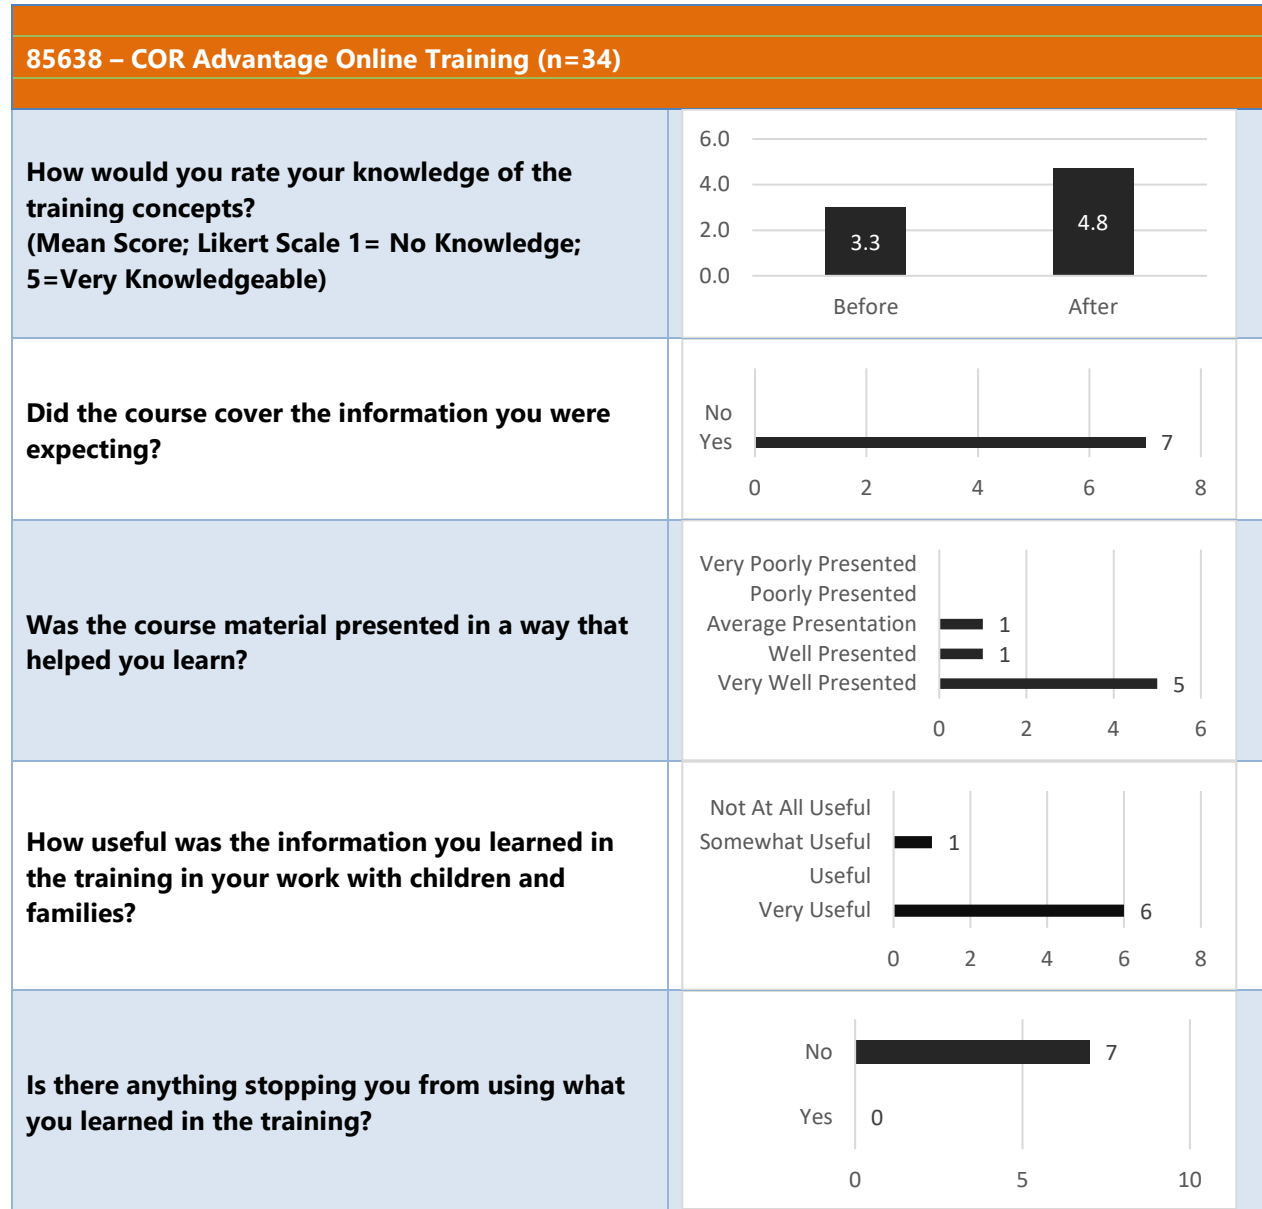 85638 – COR Advantage Online Training (n=34)
How would you rate your knowledge of the
training concepts?
(Mean Score; Likert Scale 1= No Knowledge;
5=Very Knowledgeable)
6.0
4.0
2.0
0.0
3.3
4.8
Before After
Did the course cover the information you were
expecting?
No
Yes 7
0 2 4 6 8
Was the course material presented in a way that
helped you learn?
Very Poorly Presented
Poorly Presented
Average Presentation 1
Well Presented 1
Very Well Presented 5
0 2 4 6
How useful was the information you learned in
the training in your work with children and
families?
Not At All Useful
Somewhat Useful 1
Useful
Very Useful 6
0 2 4 6 8
Is there anything stopping you from using what
you learned in the training?
No 7
Yes 0
0 5 10